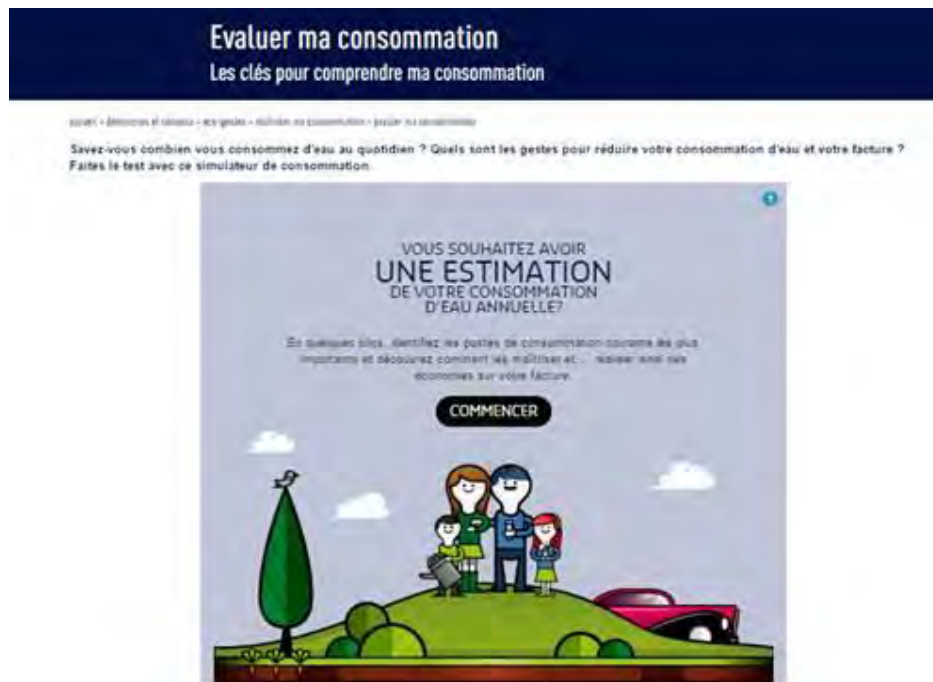 Evaluer ma consommation
Les clés pour comprendre ma consommation
Savez-vous combien vous consommez d'eau au quotidien ? Quels sont les gestes pour réduire votre consommation d'eau et votre facture ?
Faites le test avec ce simulateur de consommation.
VOUS SOUHAITEZ AVOIR
UNE ESTIMATION
DE VOTRE CONSOMMATION
D'EAU ANNUELLE?
En quelques clics, identifiez les postes de consommation courante les plus
importants et découvrez comment les maîtriser et ... réaliser ainsi des
économies sur votre facture.
COMMENCER